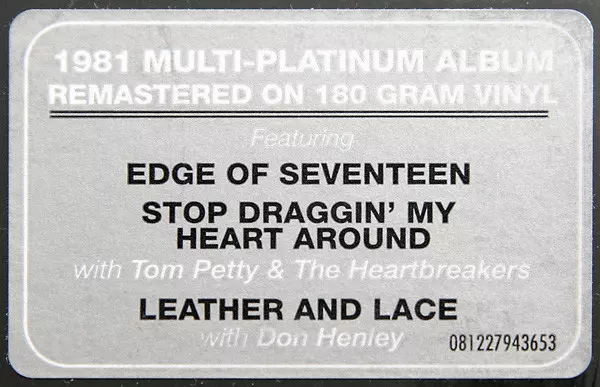 1981 MULTI-PLATINUM ALBUM
REMASTERED ON 180 GRAM VINYL
Featuring
EDGE OF SEVENTEEN
STOP DRAGGIN' MY
HEART AROUND
with Tom Petty & The Heartbreakers
LEATHER AND LACE
with Don Henley
081227943653